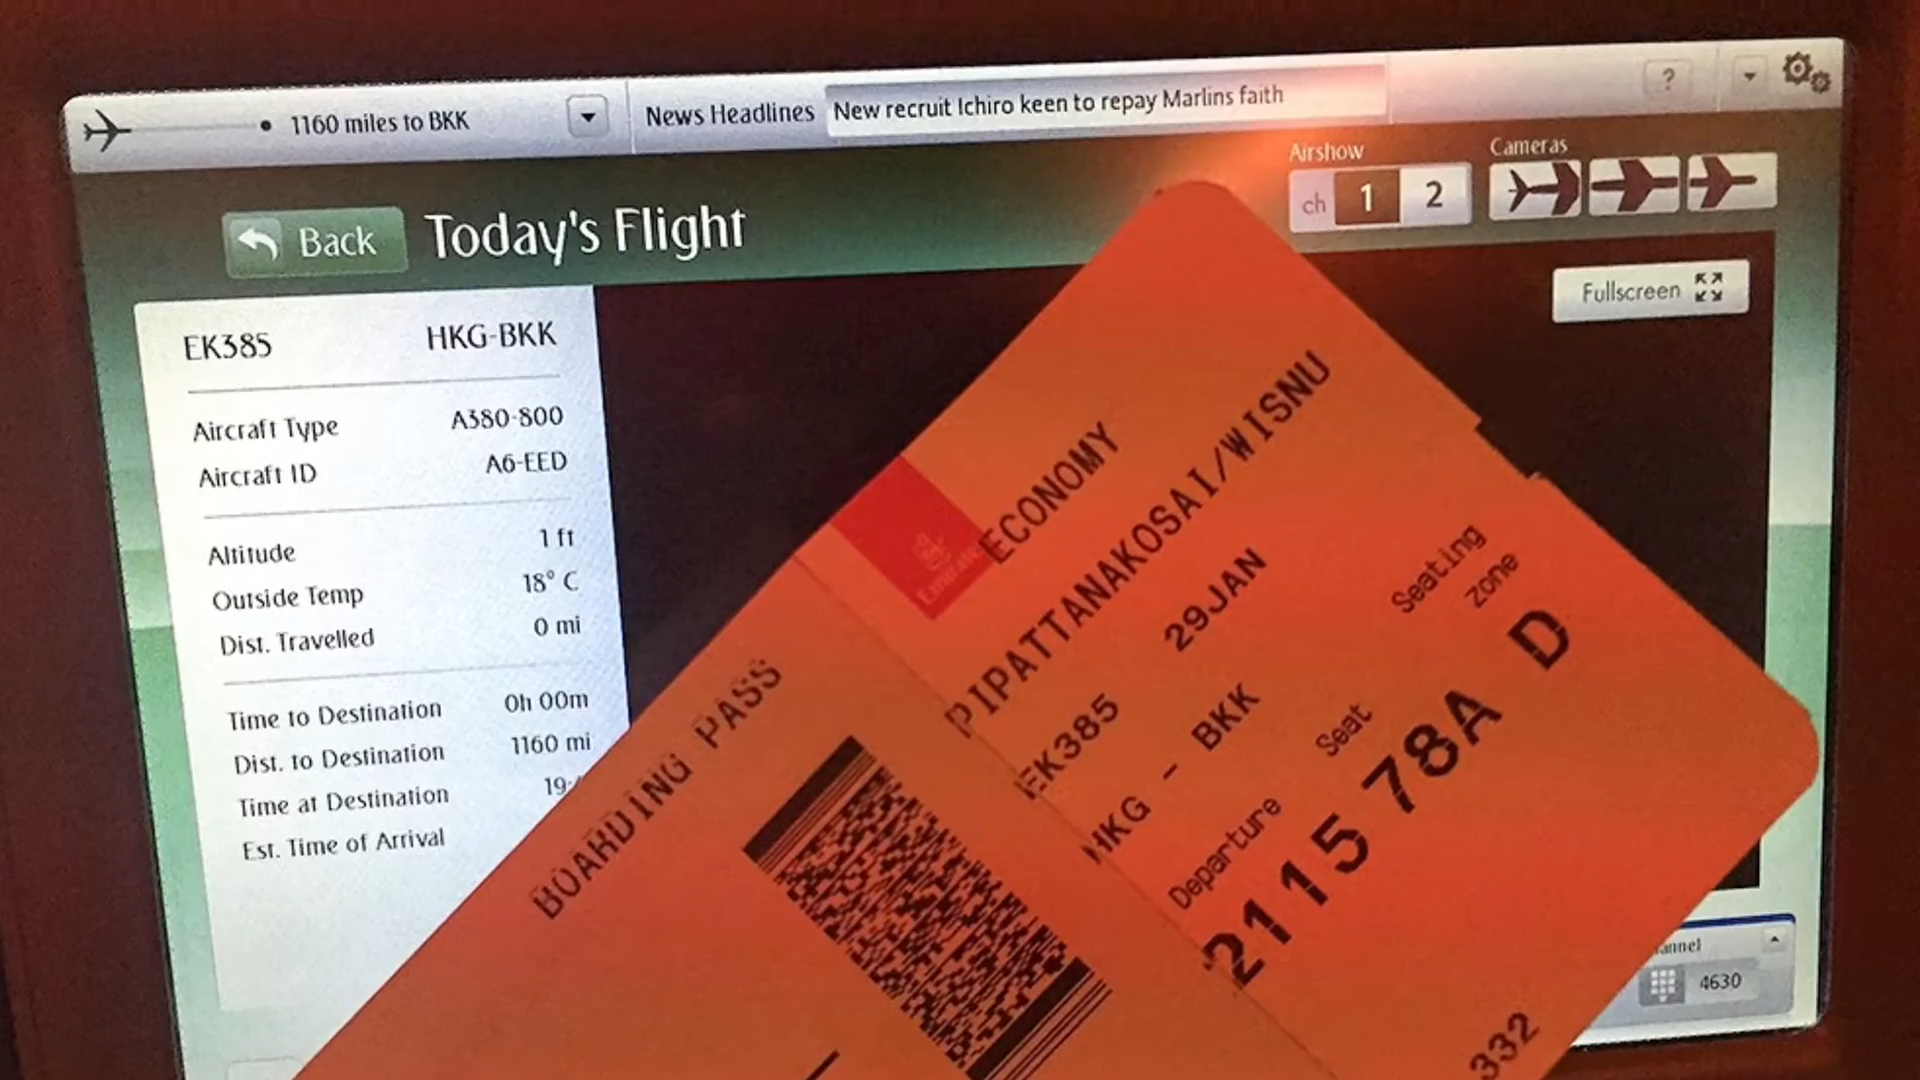 1160 miles to BKK
News Headlines
New recruit Ichiro keen to repay Marlins faith
?
Airshow
ch 1 2
Cameras
Back
Today's Flight
Fullscreen
EK385 HKG-BKK
Aircraft Type A380-800
Aircraft ID A6-EED
Altitude 1 ft
Outside Temp 18° C
Dist. Travelled 0 mi
Time to Destination 0h 00m
Dist. to Destination 1160 mi
Time at Destination 19:
Est. Time of Arrival
4630
BOARDING PASS
Emirates
ECONOMY
PIPATTANAKOSAI/WISNU
EK385 29JAN
HKG - BKK
Departure Seat Seating zone
2115 78A D
332